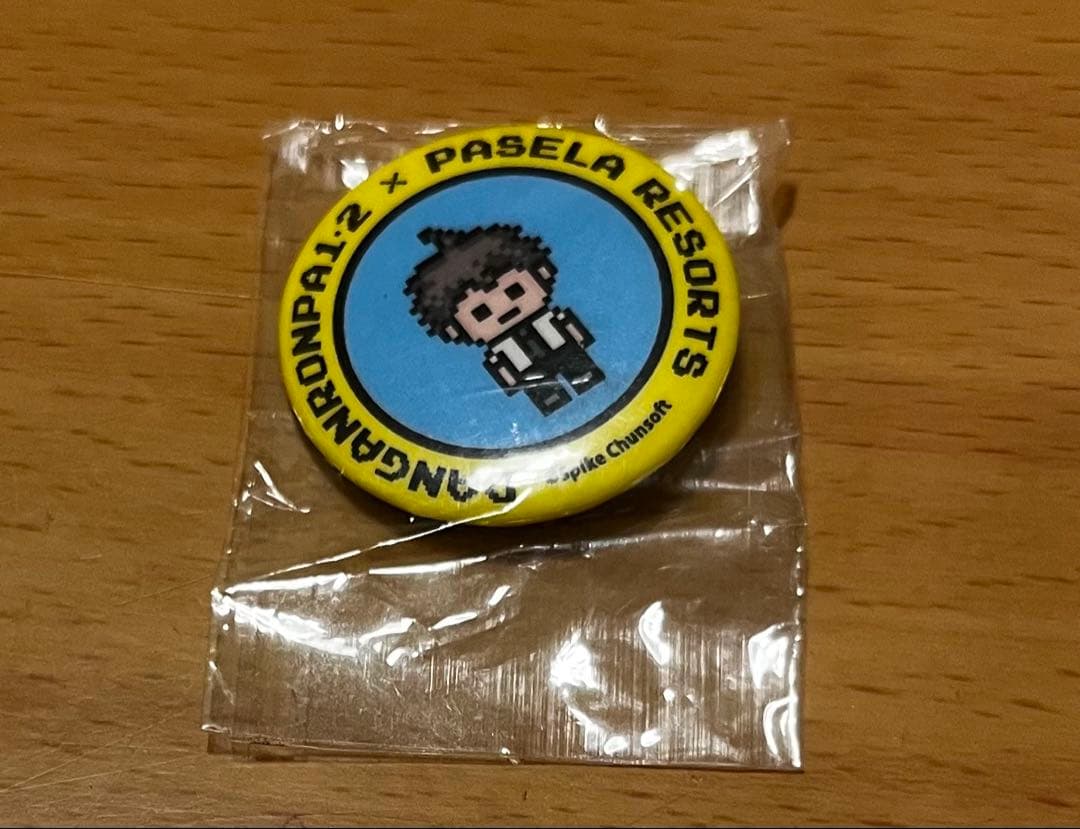 DANGANRONPA1·2 × PASELA RESORTS
©Spike Chunsoft